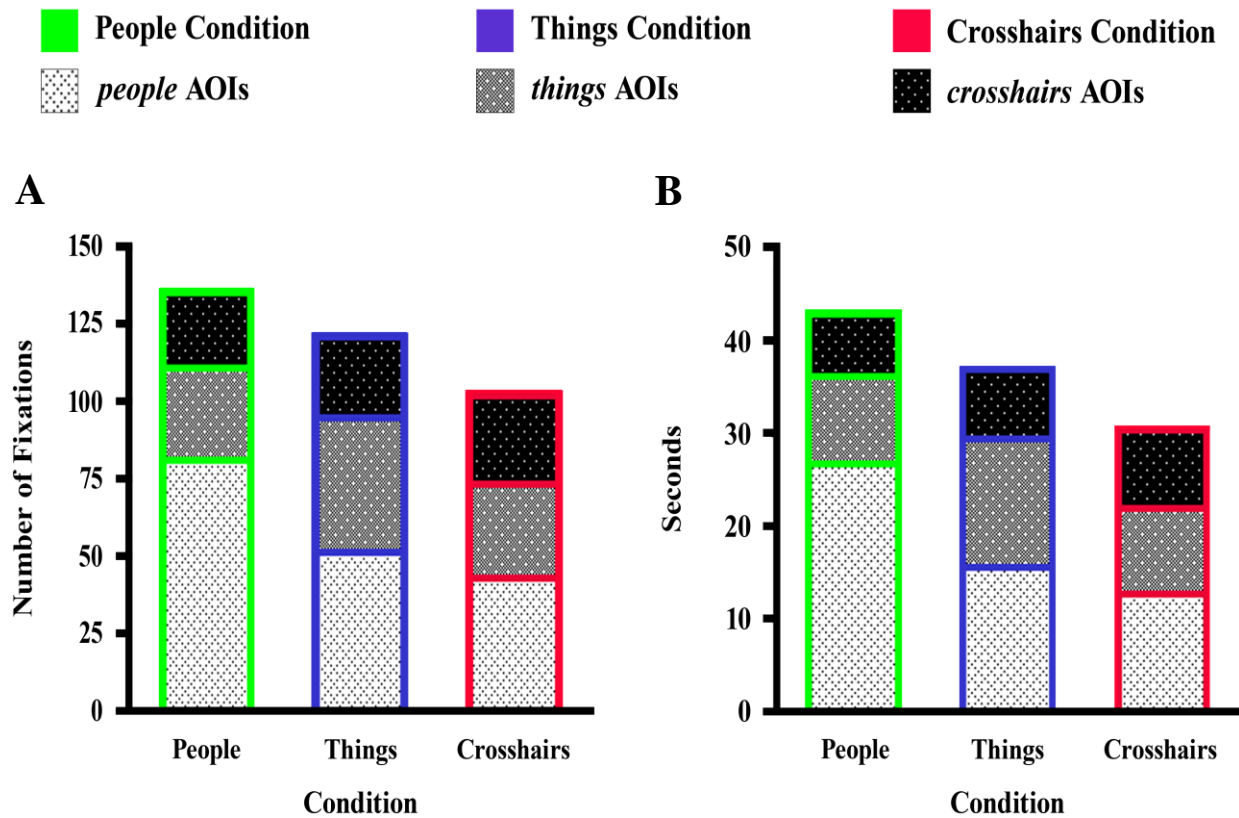 People Condition
Things Condition
Crosshairs Condition
people AOIs
things AOIs
crosshairs AOIs
A
B
150
125
100
75
50
25
0
Number of Fixations
People
Things
Crosshairs
Condition
50
40
30
20
10
0
Seconds
People
Things
Crosshairs
Condition